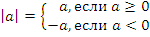 |a| = { a, если a ≥ 0
−a, если a < 0